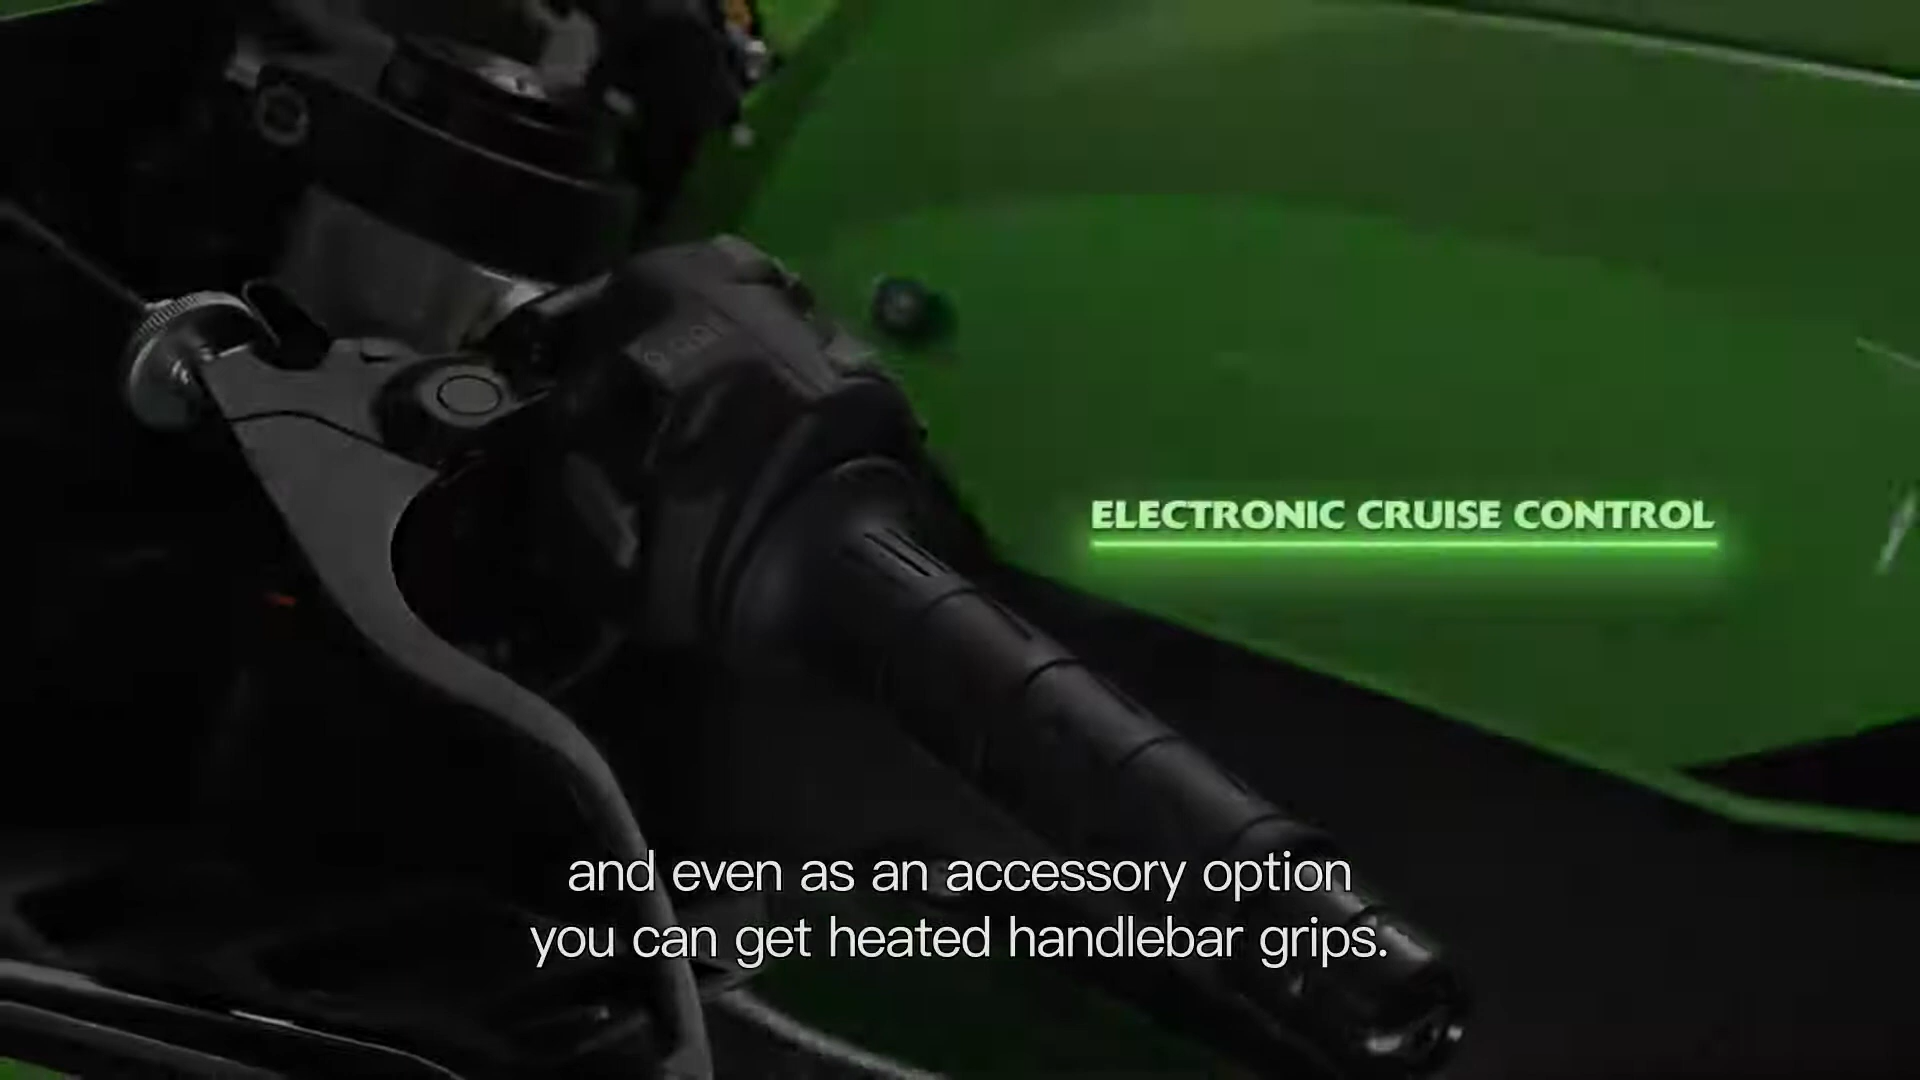 ELECTRONIC CRUISE CONTROL
and even as an accessory option
you can get heated handlebar grips.